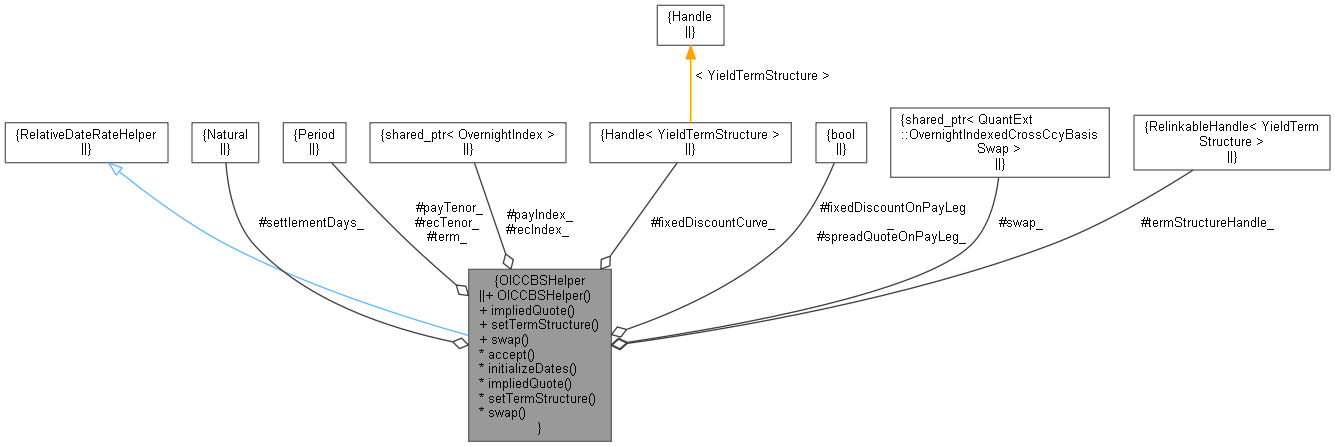 {Handle
||}
< YieldTermStructure >
{RelativeDateRateHelper
||}
{Natural
||}
{Period
||}
{shared_ptr< OvernightIndex >
||}
{Handle< YieldTermStructure >
||}
{bool
||}
{shared_ptr< QuantExt
::OvernightIndexedCrossCcyBasis
Swap >
||}
{RelinkableHandle< YieldTerm
Structure >
||}
#settlementDays_
#payTenor_
#recTenor_
#term_
#payIndex_
#recIndex_
#fixedDiscountCurve_
#fixedDiscountOnPayLeg
_
#spreadQuoteOnPayLeg_
#swap_
#termStructureHandle_
{OICCBSHelper
||+ OICCBSHelper()
+ impliedQuote()
+ setTermStructure()
+ swap()
* accept()
* initializeDates()
* impliedQuote()
* setTermStructure()
* swap()
}